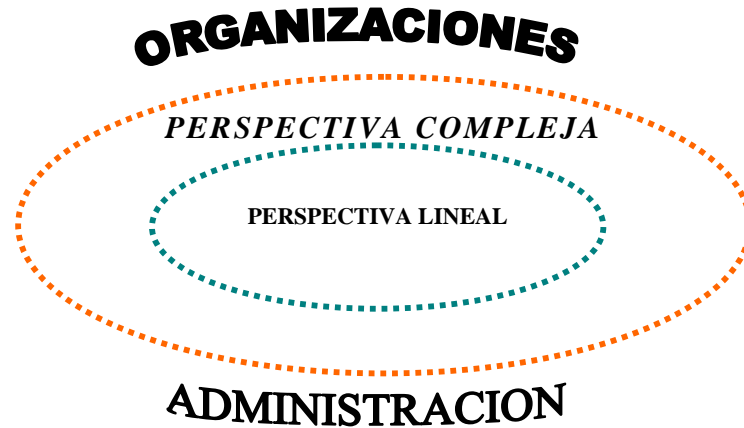 ORGANIZACIONES
PERSPECTIVA COMPLEJA
PERSPECTIVA LINEAL
ADMINISTRACION